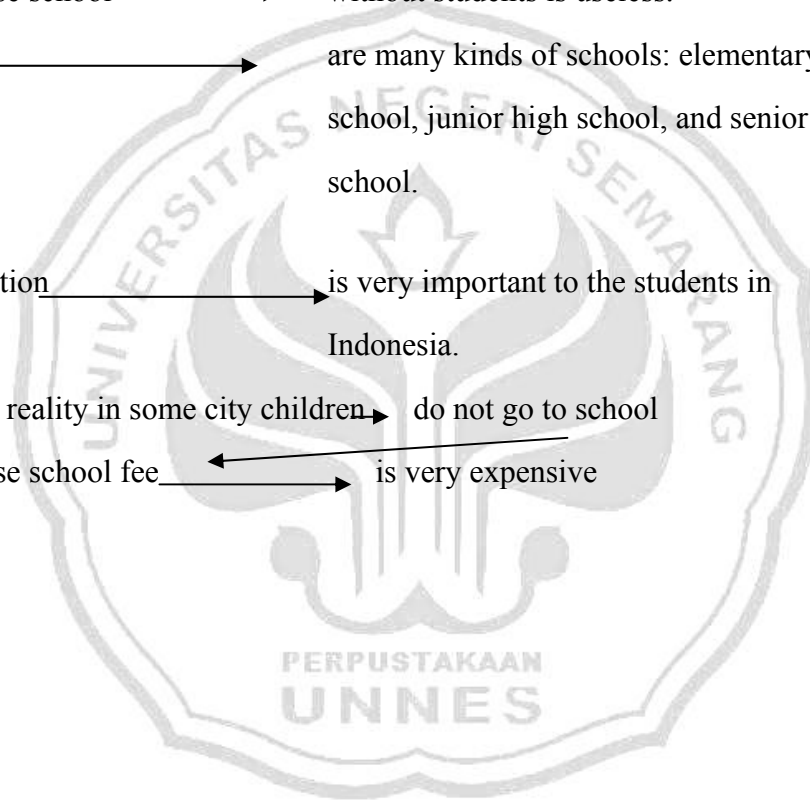 se school without students is useless.
are many kinds of schools: elementary
school, junior high school, and senior
school.
tion is very important to the students in
Indonesia.
reality in some city children do not go to school
se school fee is very expensive
UNIVERSITAS NEGERI SEMARANG
PERPUSTAKAAN
UNNES